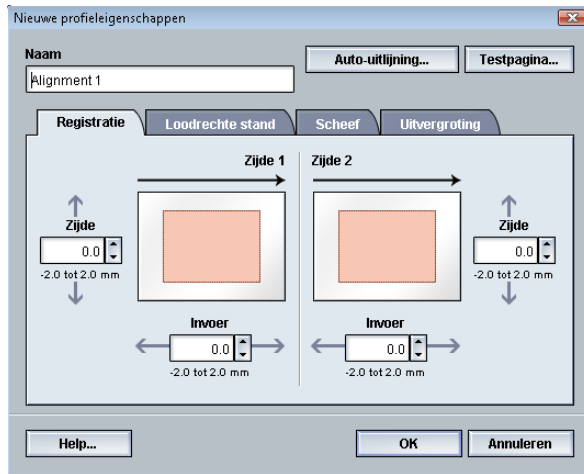 Nieuwe profieleigenschappen
Naam
Auto-uitlijning...
Testpagina...
Alignment 1
Registratie
Loodrechte stand
Scheef
Uitvergroting
Zijde 1
Zijde 2
Zijde
0.0
-2.0 tot 2.0 mm
Zijde
0.0
-2.0 tot 2.0 mm
Invoer
0.0
-2.0 tot 2.0 mm
Invoer
0.0
-2.0 tot 2.0 mm
Help...
OK
Annuleren